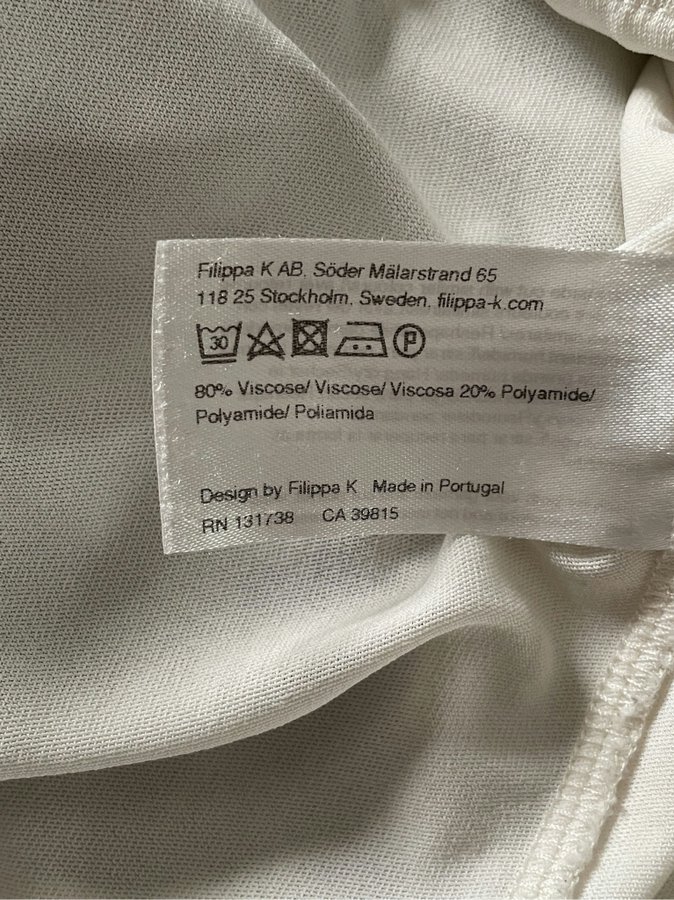 Filippa K AB, Söder Mälarstrand 65
118 25 Stockholm, Sweden, filippa-k.com
30 P
80% Viscose/ Viscose/ Viscosa 20% Polyamide/
Polyamide/ Poliamida
Design by Filippa K Made in Portugal
RN 131738 CA 39815